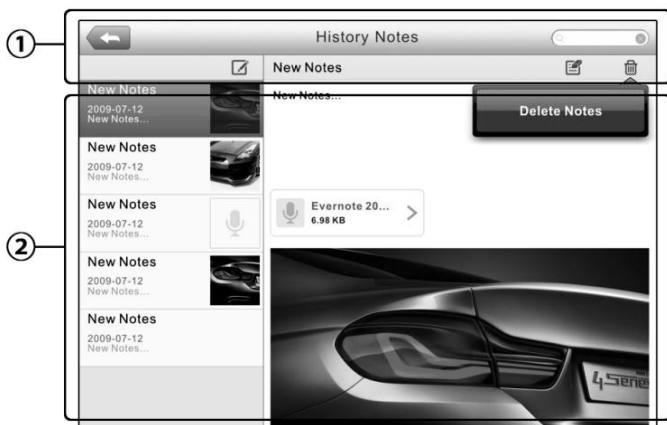 ①
History Notes
New Notes
New Notes
2009-07-12
New Notes...
New Notes...
Delete Notes
New Notes
2009-07-12
New Notes...
②
New Notes
2009-07-12
New Notes...
Evernote 20...
6.98 KB
New Notes
2009-07-12
New Notes...
New Notes
2009-07-12
New Notes...
4Series